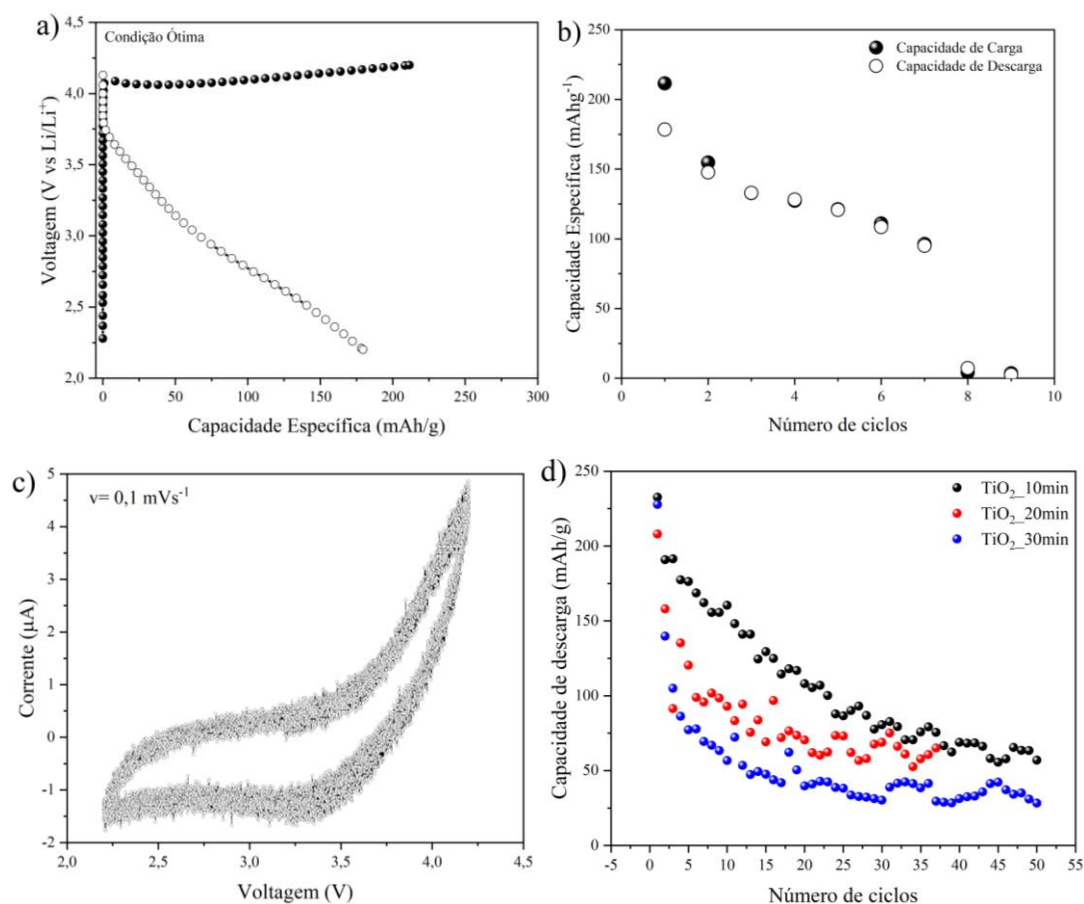 a)
Condição Ótima
Voltagem (V vs Li/Li⁺)
4,5
4,0
3,5
3,0
2,5
2,0
0 50 100 150 200 250 300
Capacidade Específica (mAh/g)
b)
Capacidade de Carga
Capacidade de Descarga
Capacidade Específica (mAhg⁻¹)
250
200
150
100
50
0
0 2 4 6 8 10
Número de ciclos
c)
v= 0,1 mVs⁻¹
Corrente (µA)
5
4
3
2
1
0
-1
-2
2,0 2,5 3,0 3,5 4,0 4,5
Voltagem (V)
d)
TiO₂_10min
TiO₂_20min
TiO₂_30min
Capacidade de descarga (mAh/g)
250
200
150
100
50
0
-5 0 5 10 15 20 25 30 35 40 45 50 55
Número de ciclos